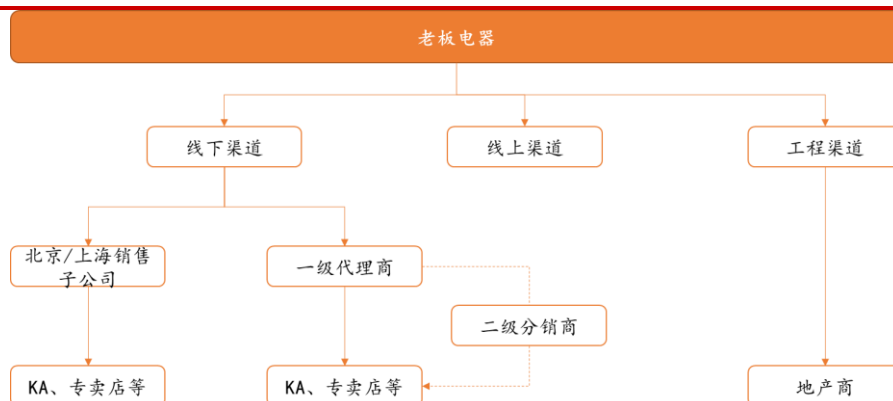 老板电器
线下渠道
线上渠道
工程渠道
北京/上海销售
子公司
一级代理商
二级分销商
KA、专卖店等
KA、专卖店等
地产商